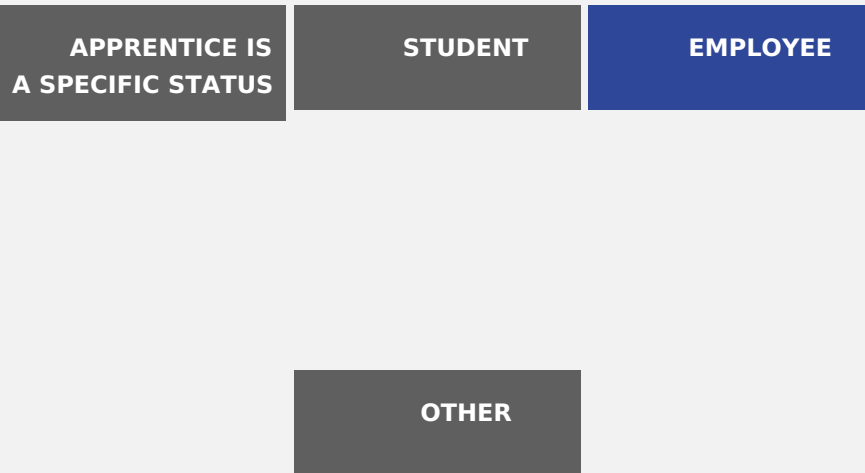 APPRENTICE IS
A SPECIFIC STATUS
STUDENT
EMPLOYEE
OTHER